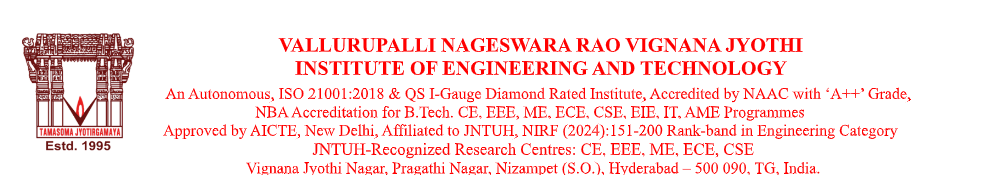 VALLURUPALLI NAGESWARA RAO VIGNANA JYOTHI
INSTITUTE OF ENGINEERING AND TECHNOLOGY
An Autonomous, ISO 21001:2018 & QS I-Gauge Diamond Rated Institute, Accredited by NAAC with ‘A++’ Grade,
NBA Accreditation for B.Tech. CE, EEE, ME, ECE, CSE, EIE, IT, AME Programmes
Approved by AICTE, New Delhi, Affiliated to JNTUH, NIRF (2024):151-200 Rank-band in Engineering Category
JNTUH-Recognized Research Centres: CE, EEE, ME, ECE, CSE
Vignana Jyothi Nagar, Pragathi Nagar, Nizampet (S.O.), Hyderabad – 500 090, TG, India.
TAMASOMA JYOTIRGAMAYA
Estd. 1995